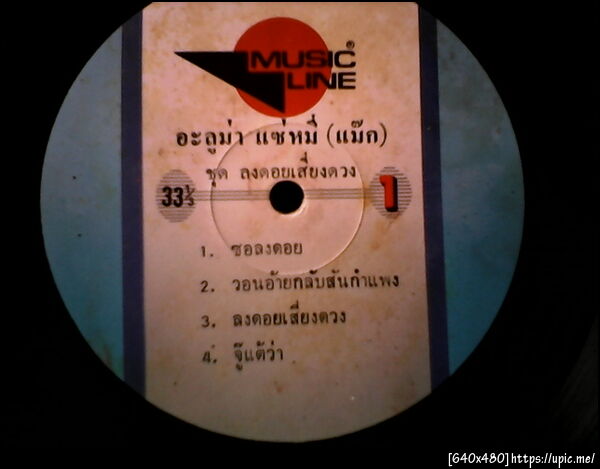 MUSIC®
LINE
อะลูม่า แซ่หมี่ (แม๊ก)
ชุด ลงดอยเสี่ยงดวง
33⅓
1
1. ซอลงดอย
2. วอนอ้ายกลับสันกำแพง
3. ลงดอยเสี่ยงดวง
4. จู๊แต้ว่า
[640x480]https://upic.me/